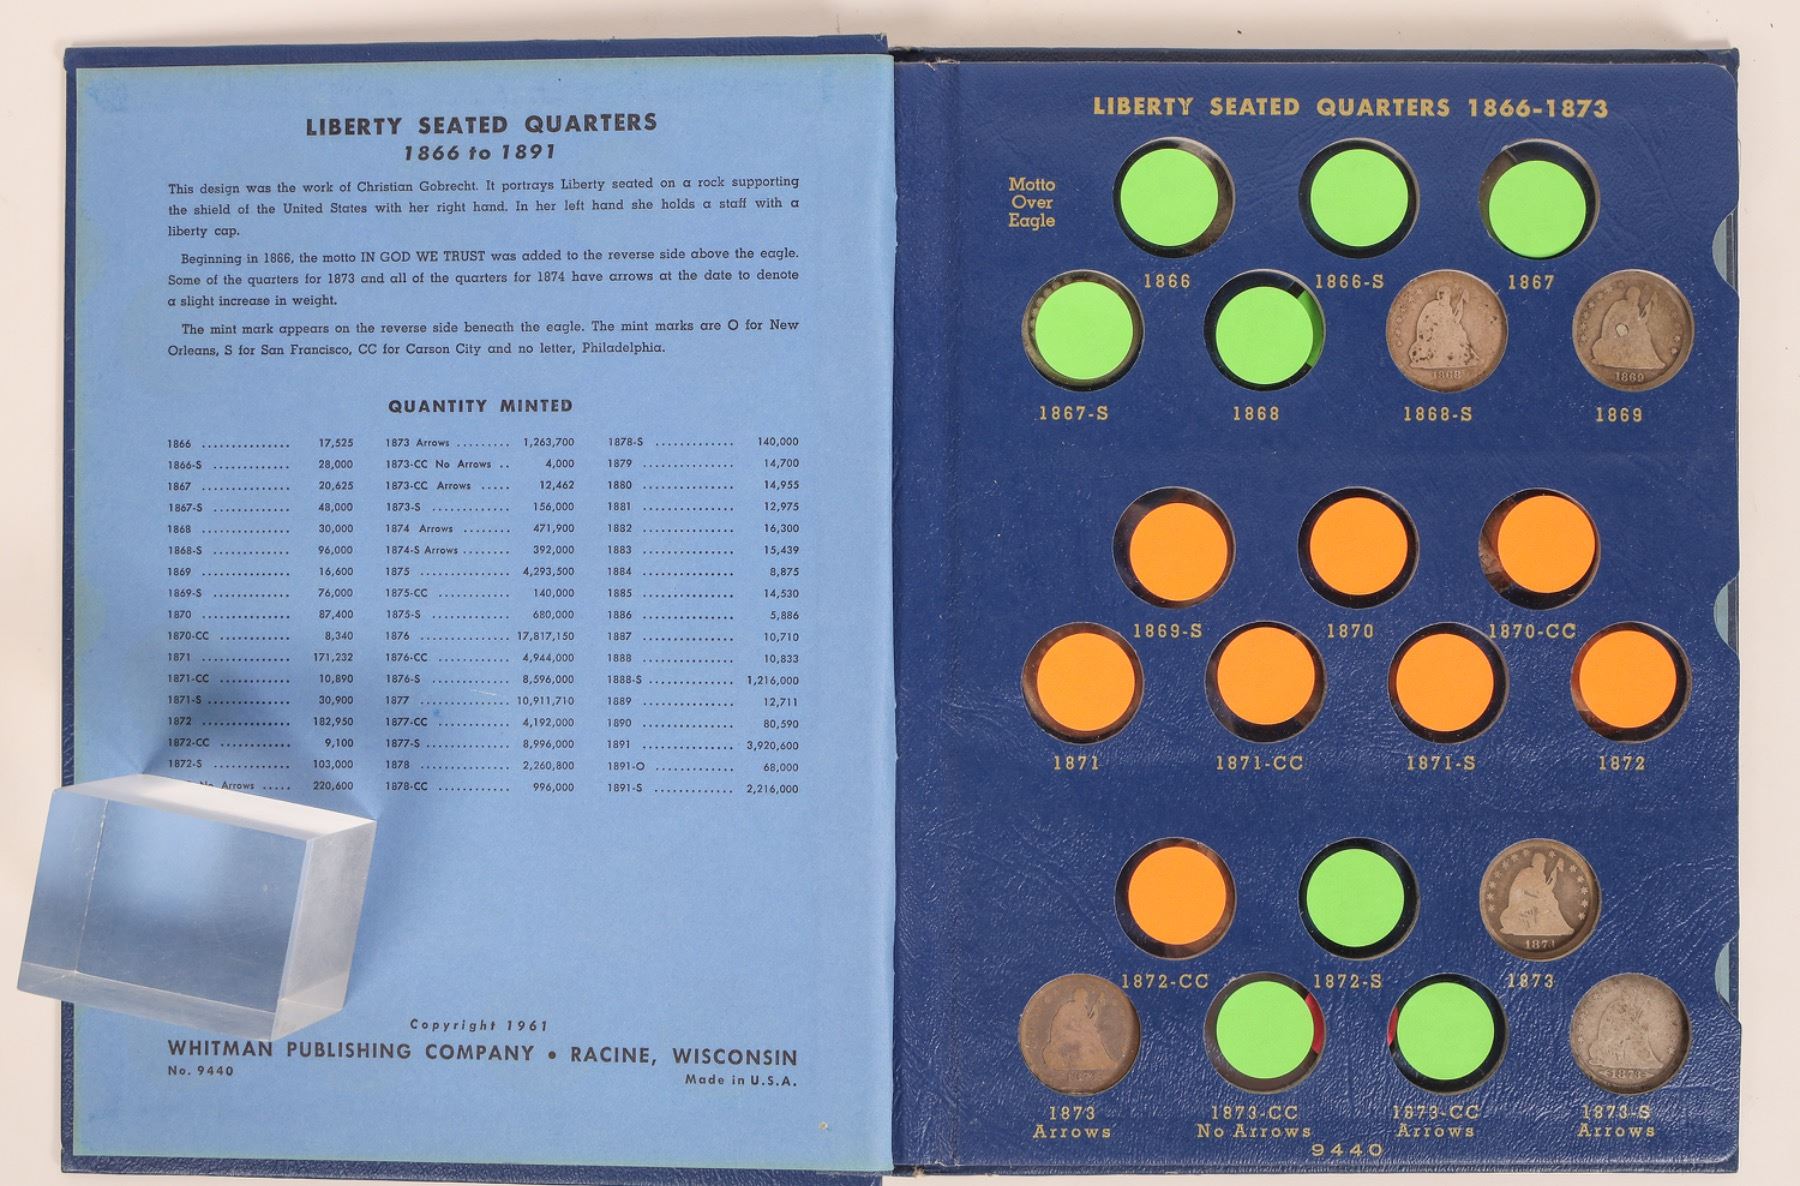 LIBERTY SEATED QUARTERS
1866 to 1891
This design was the work of Christian Gobrecht. It portrays Liberty seated on a rock supporting
the shield of the United States with her right hand. In her left hand she holds a staff with a
liberty cap.
Beginning in 1866, the motto IN GOD WE TRUST was added to the reverse side above the eagle.
Some of the quarters for 1873 and all of the quarters for 1874 have arrows at the date to denote
a slight increase in weight.
The mint mark appears on the reverse side beneath the eagle. The mint marks are O for New
Orleans, S for San Francisco, CC for Carson City and no letter, Philadelphia.
QUANTITY MINTED
1866 ............... 17,525
1866-S ............. 28,000
1867 ............... 20,625
1867-S ............. 48,000
1868 ............... 30,000
1868-S ............. 96,000
1869 ............... 16,600
1869-S ............. 76,000
1870 ............... 87,400
1870-CC ............ 8,340
1871 ............... 171,232
1871-CC ............ 10,890
1871-S ............. 30,900
1872 ............... 182,950
1872-CC ............ 9,100
1872-S ............. 103,000
No Arrows ..... 220,600
1873 Arrows ......... 1,263,700
1873-CC No Arrows .. 4,000
1873-CC Arrows ..... 12,462
1873-S ............. 156,000
1874 Arrows ........ 471,900
1874-S Arrows ........ 392,000
1875 ............... 4,293,500
1875-CC ............ 140,000
1875-S ............. 680,000
1876 ............... 17,817,150
1876-CC ............ 4,944,000
1876-S ............. 8,596,000
1877 ............... 10,911,710
1877-CC ............ 4,192,000
1877-S .............. 8,996,000
1878 ............... 2,260,800
1878-CC ............ 996,000
1878-S ............. 140,000
1879 ............... 14,700
1880 ............... 14,955
1881 ............... 12,975
1882 ............... 16,300
1883 ............... 15,439
1884 ............... 8,875
1885 ............... 14,530
1886 ............... 5,886
1887 ............... 10,710
1888 ............... 10,833
1888-S .............. 1,216,000
1889 ............... 12,711
1890 ............... 80,590
1891 ............... 3,920,600
1891-O ............. 68,000
1891-S ............. 2,216,000
Copyright 1961
WHITMAN PUBLISHING COMPANY • RACINE, WISCONSIN
No. 9440
Made in U.S.A.
LIBERTY SEATED QUARTERS 1866-1873
Motto
Over
Eagle
1866 1866-S 1867
1868
1869
1867-S 1868 1868-S 1869
1869-S 1870 1870-CC
1871 1871-CC 1871-S 1872
1872-CC 1872-S 1873
1873
1873 Arrows
1873-CC No Arrows
1873-CC Arrows
1873-S Arrows
9440